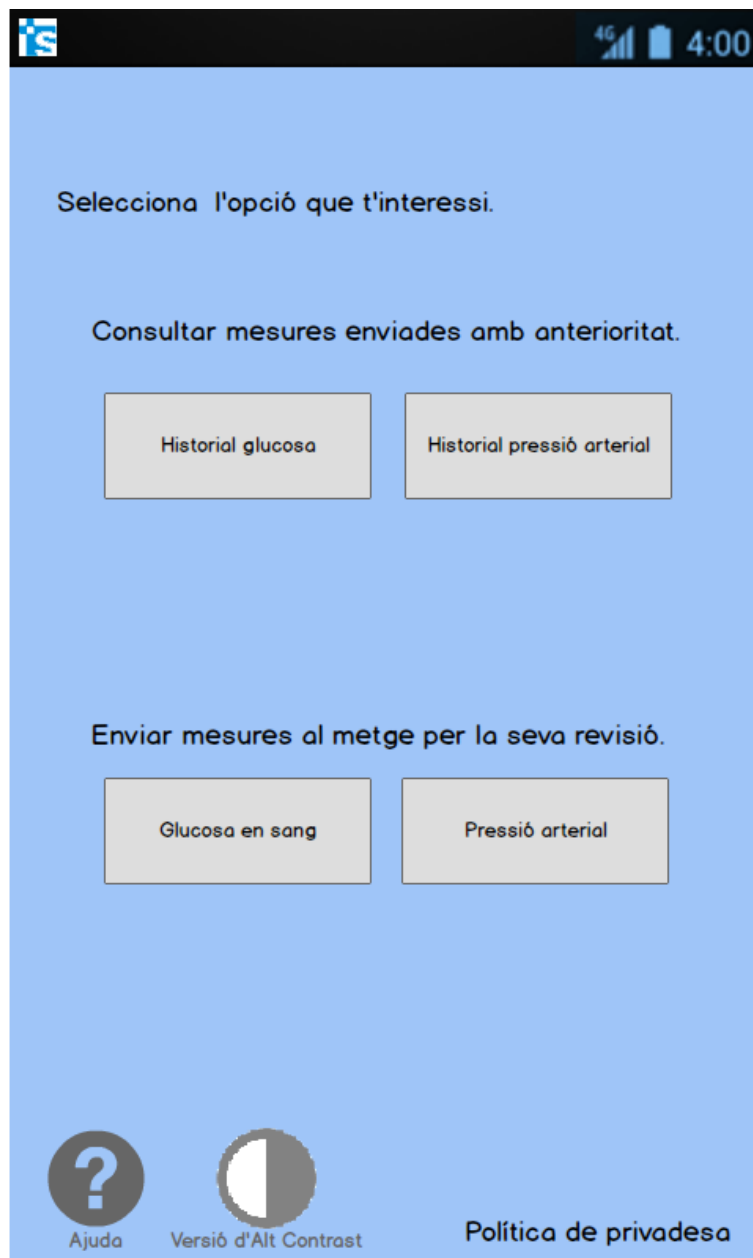 is
4G 4:00
Selecciona l'opció que t'interessi.
Consultar mesures enviades amb anterioritat.
Historial glucosa Historial pressió arterial
Enviar mesures al metge per la seva revisió.
Glucosa en sang Pressió arterial
?
Ajuda Versió d'Alt Contrast Política de privadesa